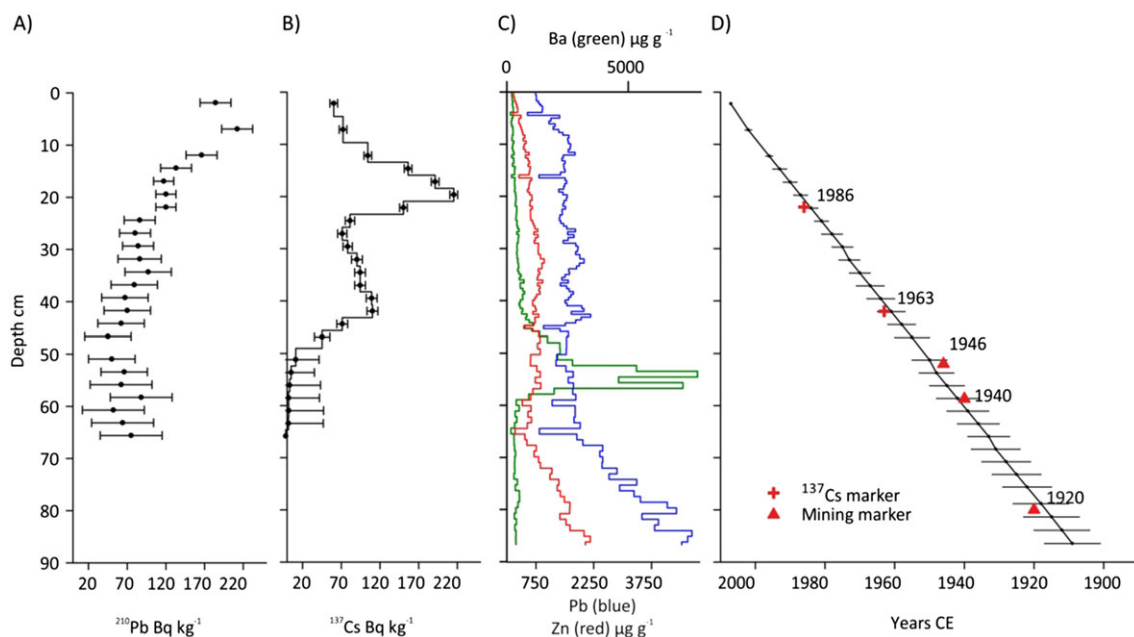 A)
B)
C)
D)
Ba (green) µg g⁻¹
0 5000
Depth cm
0
10
20
30
40
50
60
70
80
90
1986
1963
1946
1940
1920
¹³⁷Cs marker
Mining marker
20 70 120 170 220
20 70 120 170 220
750 2250 3750
2000 1980 1960 1940 1920 1900
²¹⁰Pb Bq kg⁻¹
¹³⁷Cs Bq kg⁻¹
Pb (blue)
Zn (red) µg g⁻¹
Years CE